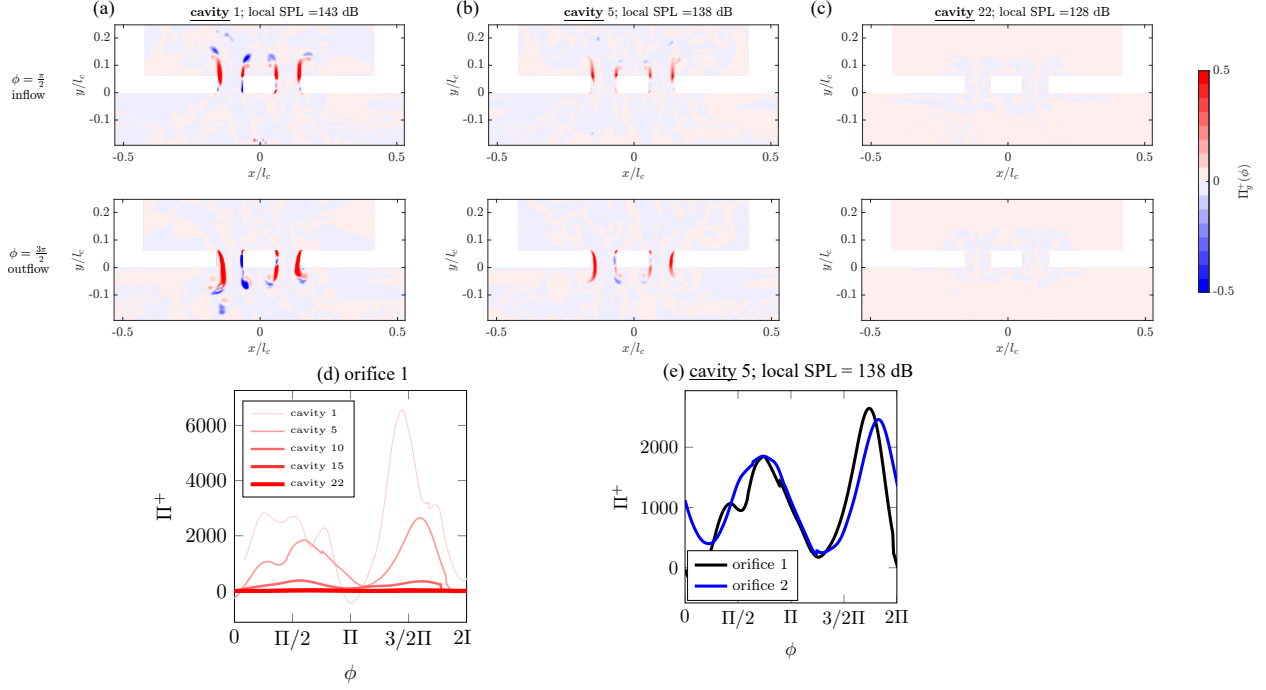 (a) cavity 1; local SPL =143 dB
(b) cavity 5; local SPL =138 dB
(c) cavity 22; local SPL =128 dB
ϕ = π/2
inflow
y/l_c
0.2
0.1
0
-0.1
-0.5 0 0.5
x/l_c
y/l_c
0.2
0.1
0
-0.1
-0.5 0 0.5
x/l_c
y/l_c
0.2
0.1
0
-0.1
-0.5 0 0.5
x/l_c
ϕ = 3π/2
outflow
y/l_c
0.2
0.1
0
-0.1
-0.5 0 0.5
x/l_c
y/l_c
0.2
0.1
0
-0.1
-0.5 0 0.5
x/l_c
y/l_c
0.2
0.1
0
-0.1
-0.5 0 0.5
x/l_c
0.5
0
-0.5
Π_y^+(ϕ)
(d) orifice 1
Π^+
6000
4000
2000
0
cavity 1
cavity 5
cavity 10
cavity 15
cavity 22
0 Π/2 Π 3/2Π 2Π
ϕ
(e) cavity 5; local SPL = 138 dB
Π^+
2000
1000
0
orifice 1
orifice 2
0 Π/2 Π 3/2Π 2Π
ϕ